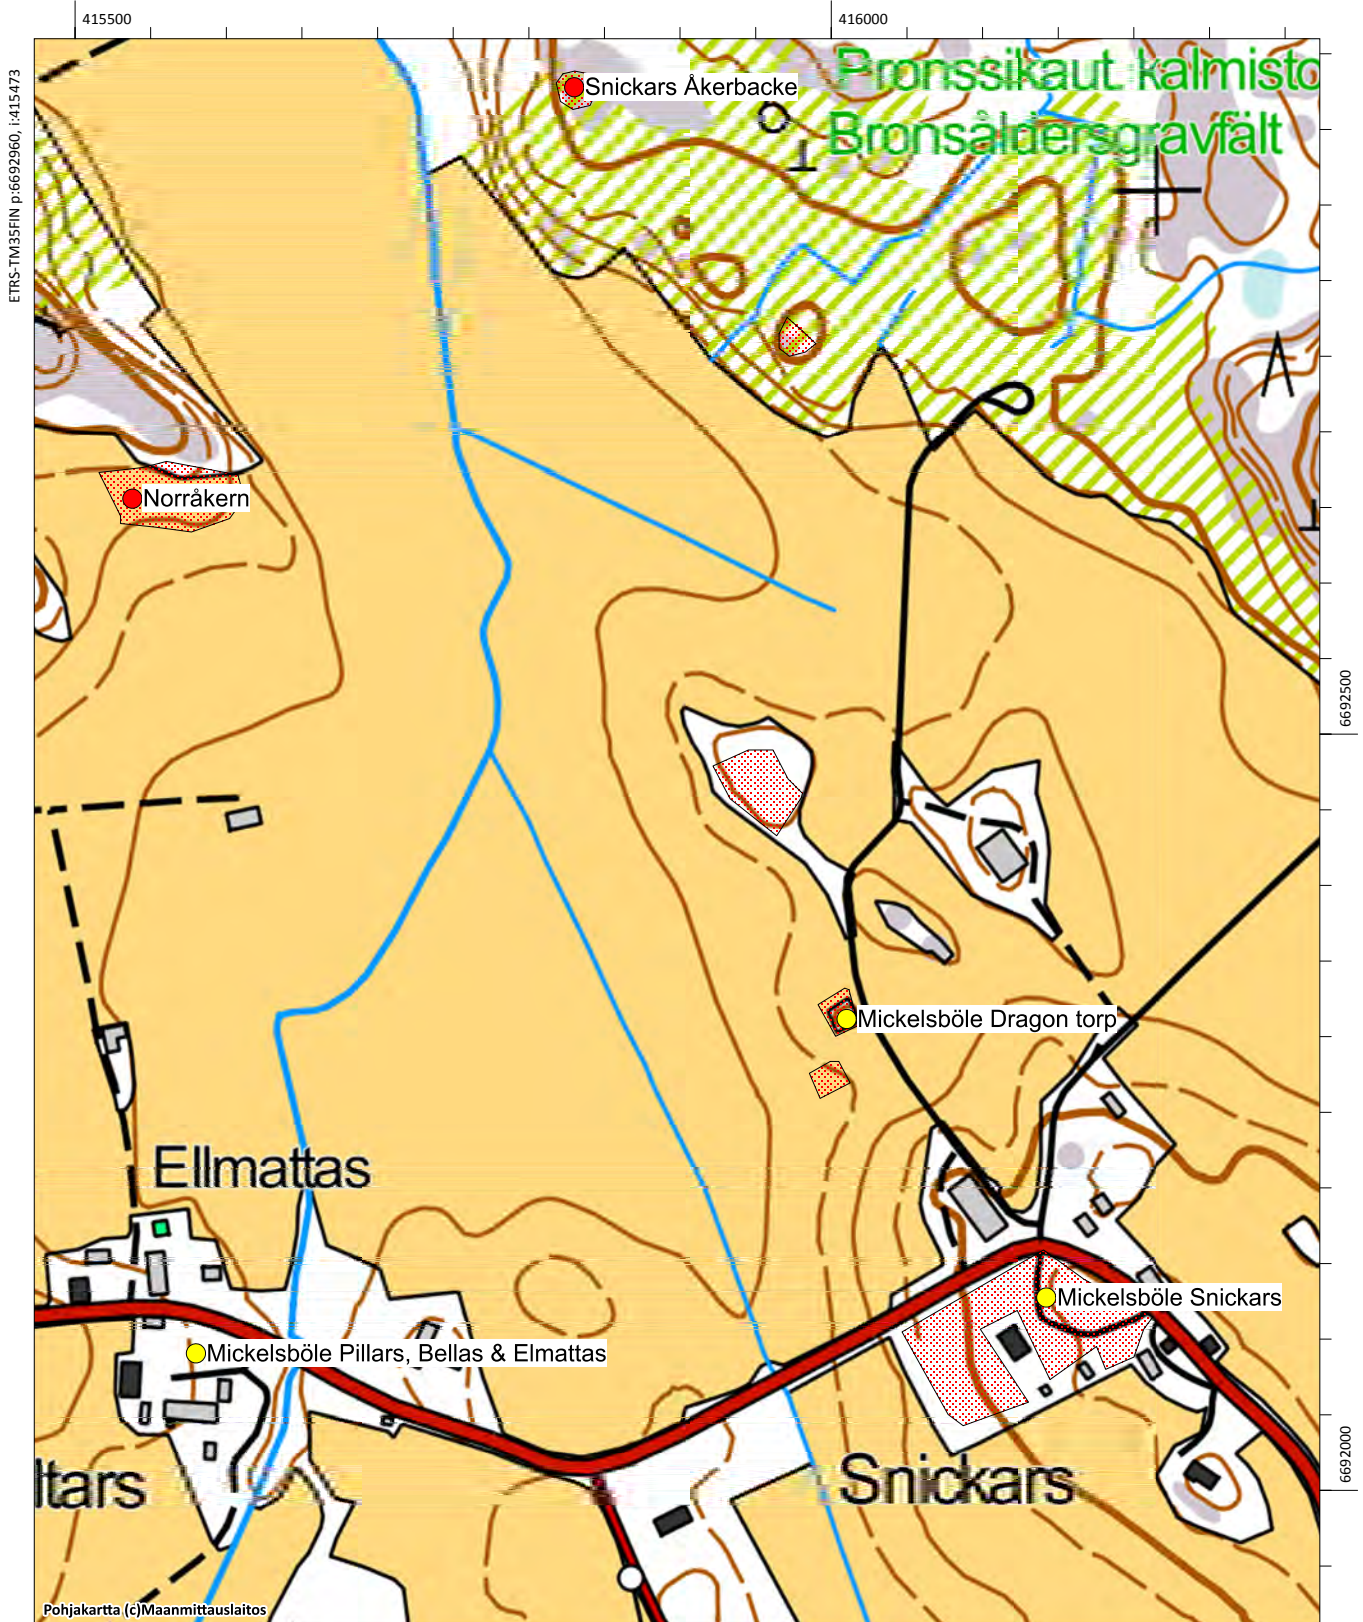 415500
416000
ETRS-TM35FIN p:6692960, i:415473
Snickars Åkerbacke
Pronssikaut. kalmisto
Bronsåldersgravfält
Norråkern
6692500
Mickelsböle Dragon torp
Ellmattas
Mickelsböle Snickars
Mickelsböle Pillars, Bellas & Elmattas
6692000
ltars
Snickars
Pohjakartta (c)Maanmittauslaitos